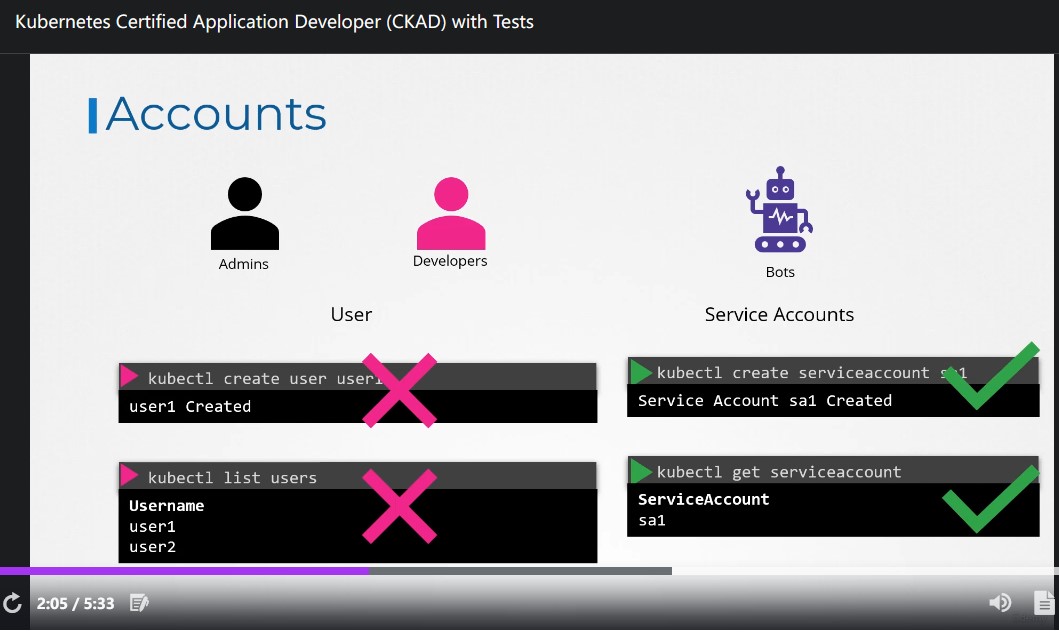 Kubernetes Certified Application Developer (CKAD) with Tests
Accounts
Admins
Developers
Bots
User
Service Accounts
kubectl create user user1
user1 Created
kubectl create serviceaccount sa1
Service Account sa1 Created
kubectl list users
Username
user1
user2
kubectl get serviceaccount
ServiceAccount
sa1
2:05 / 5:33